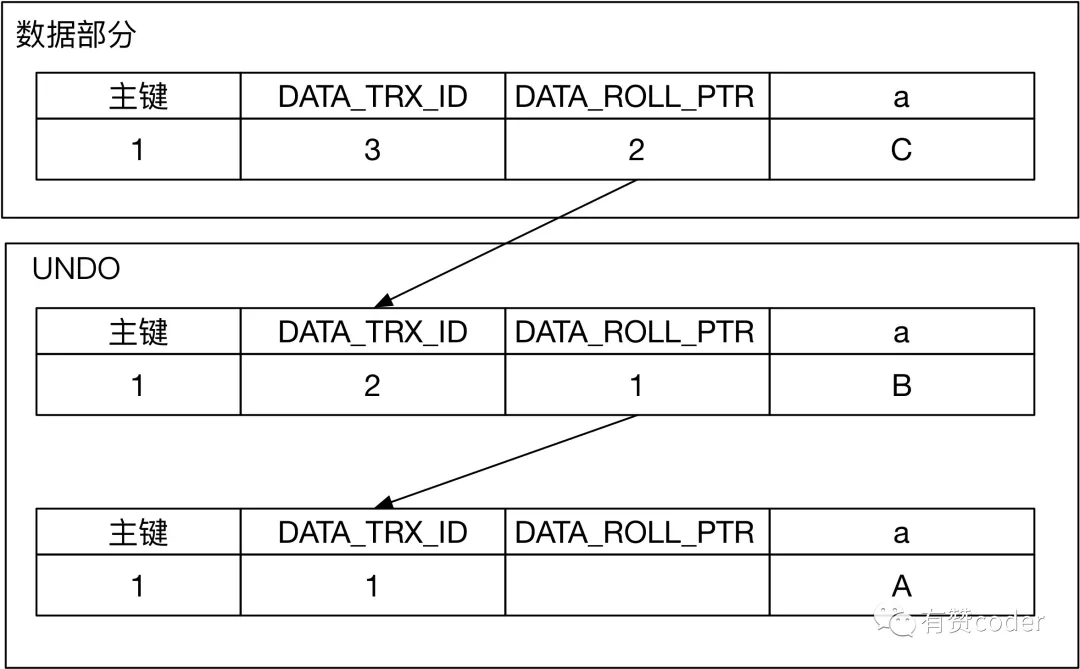 数据部分
主键 DATA_TRX_ID DATA_ROLL_PTR a
1 3 2 C
UNDO
主键 DATA_TRX_ID DATA_ROLL_PTR a
1 2 1 B
主键 DATA_TRX_ID DATA_ROLL_PTR a
1 1 A
有赞coder